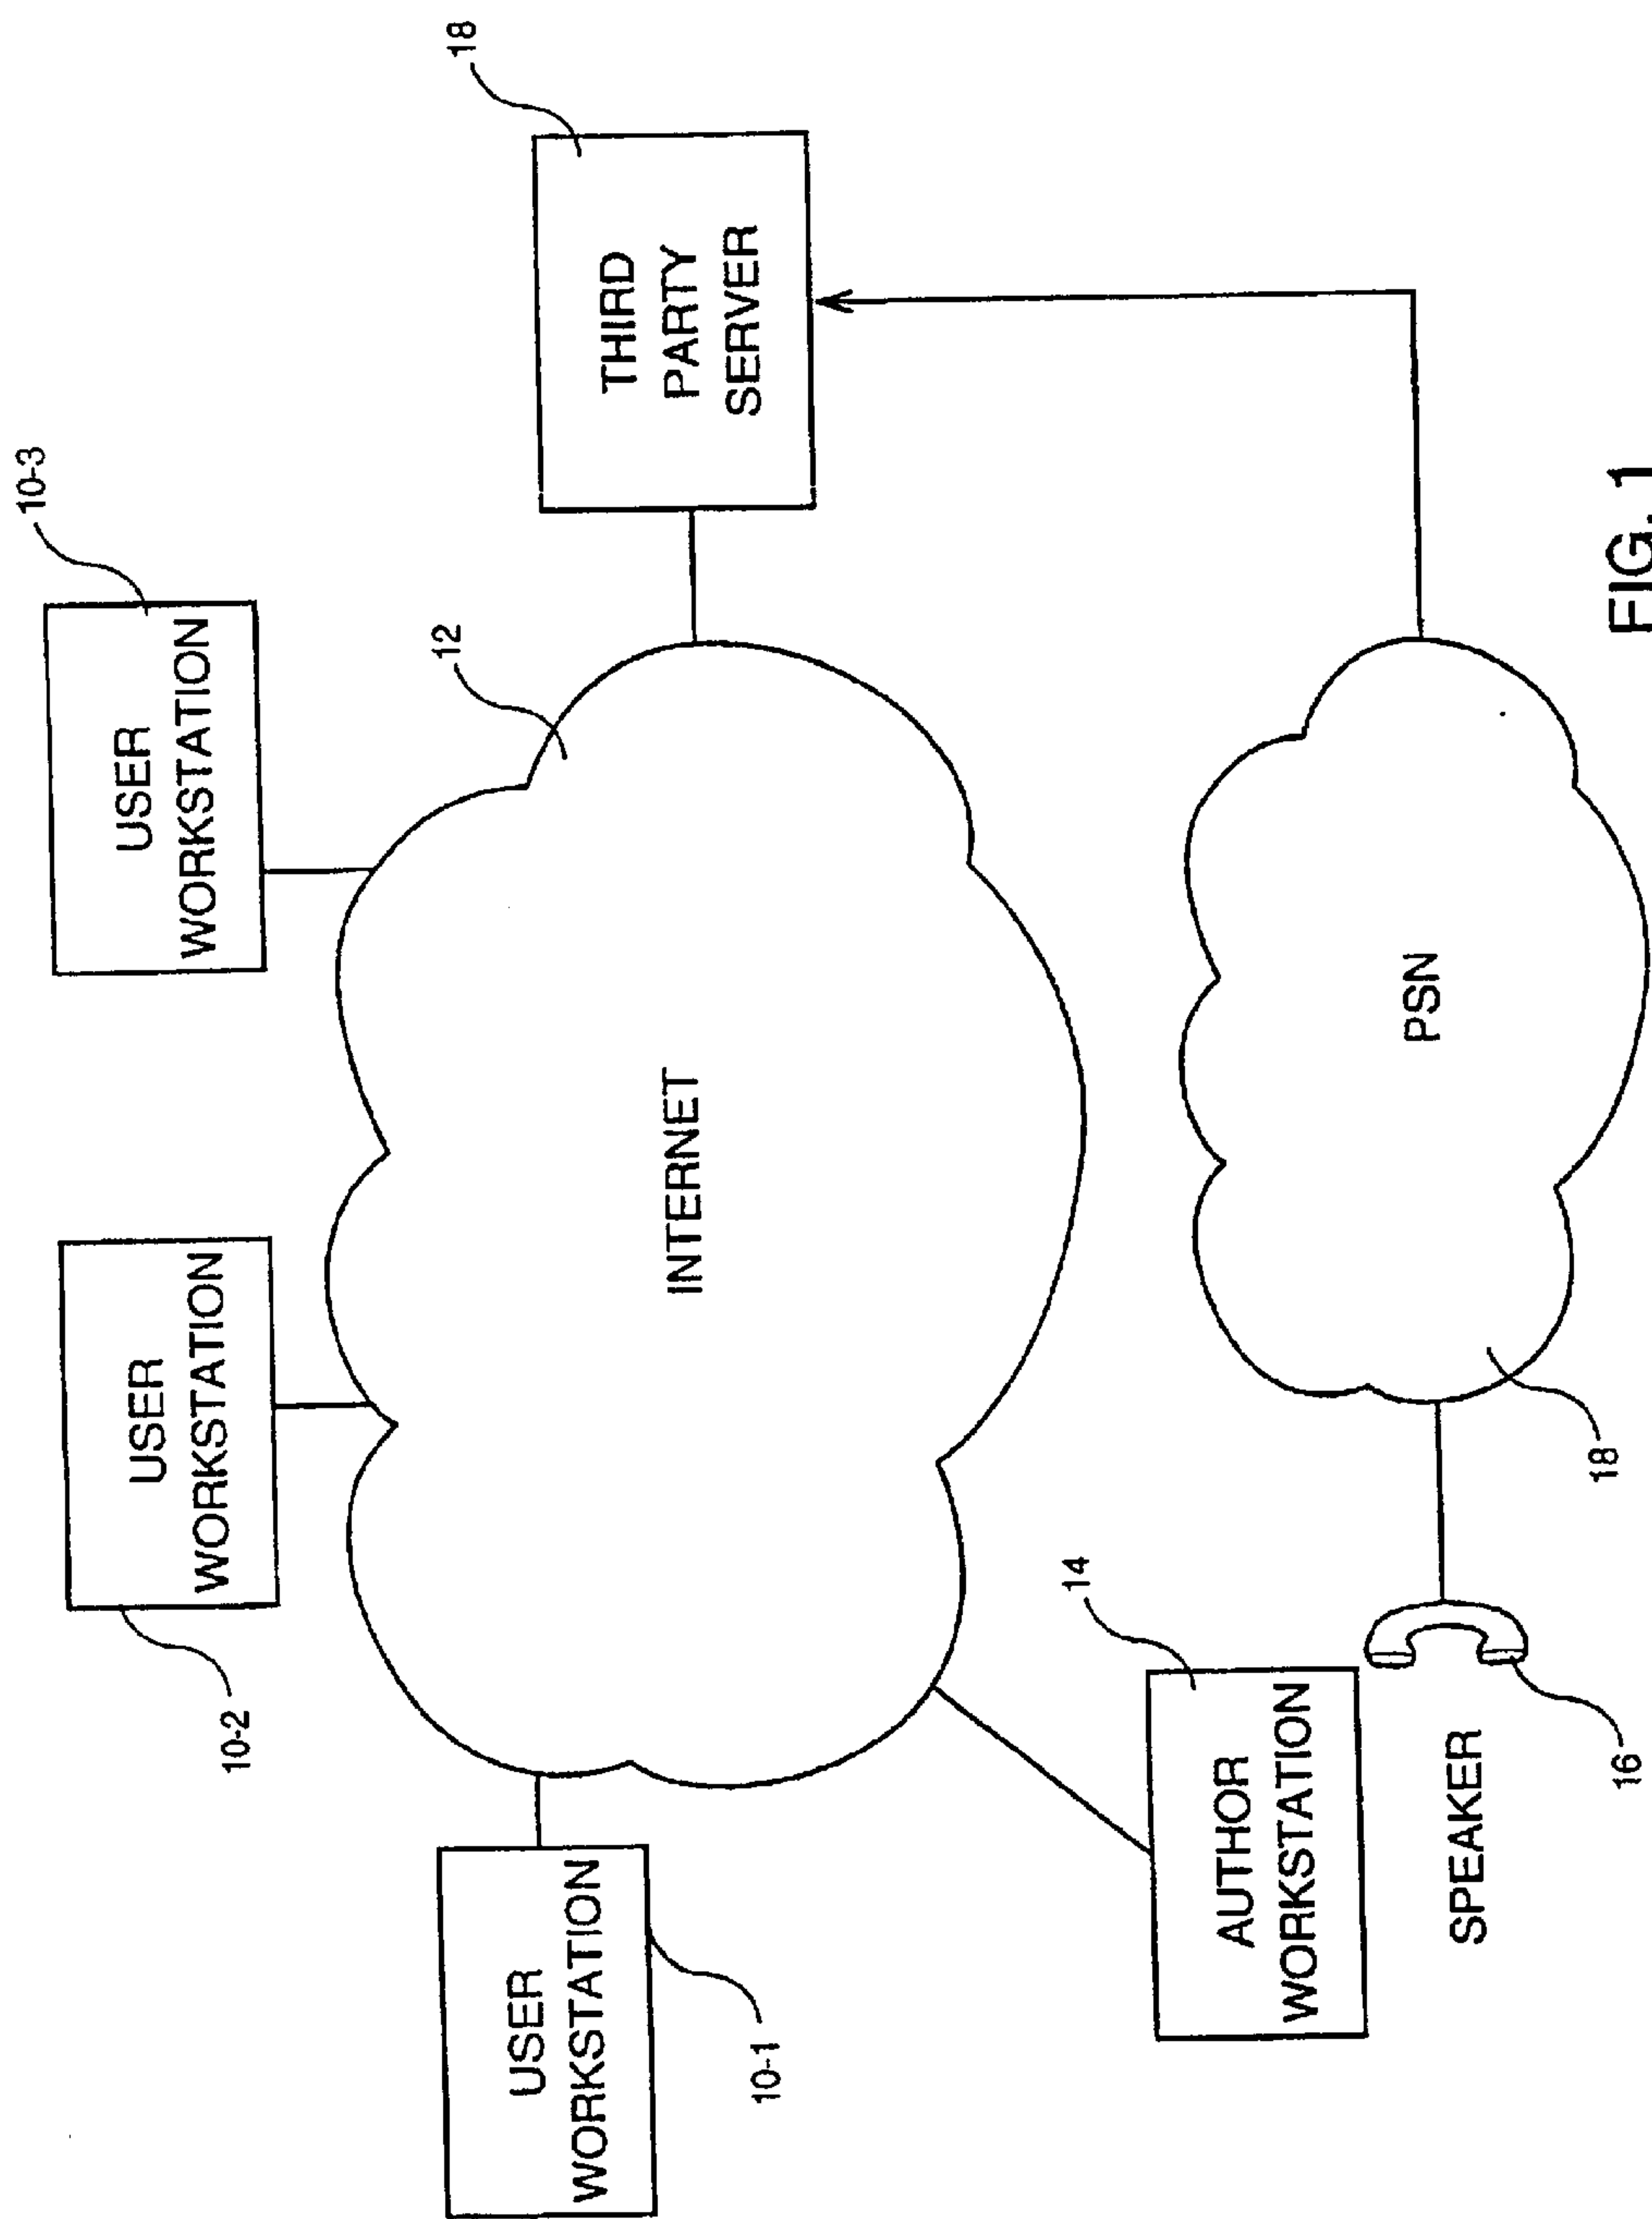 10-3
USER
WORKSTATION
10-2
USER
WORKSTATION
18
THIRD
PARTY
SERVER
12
USER
WORKSTATION
10-1
INTERNET
14
AUTHOR
WORKSTATION
PSN
SPEAKER
16
18
FIG. 1